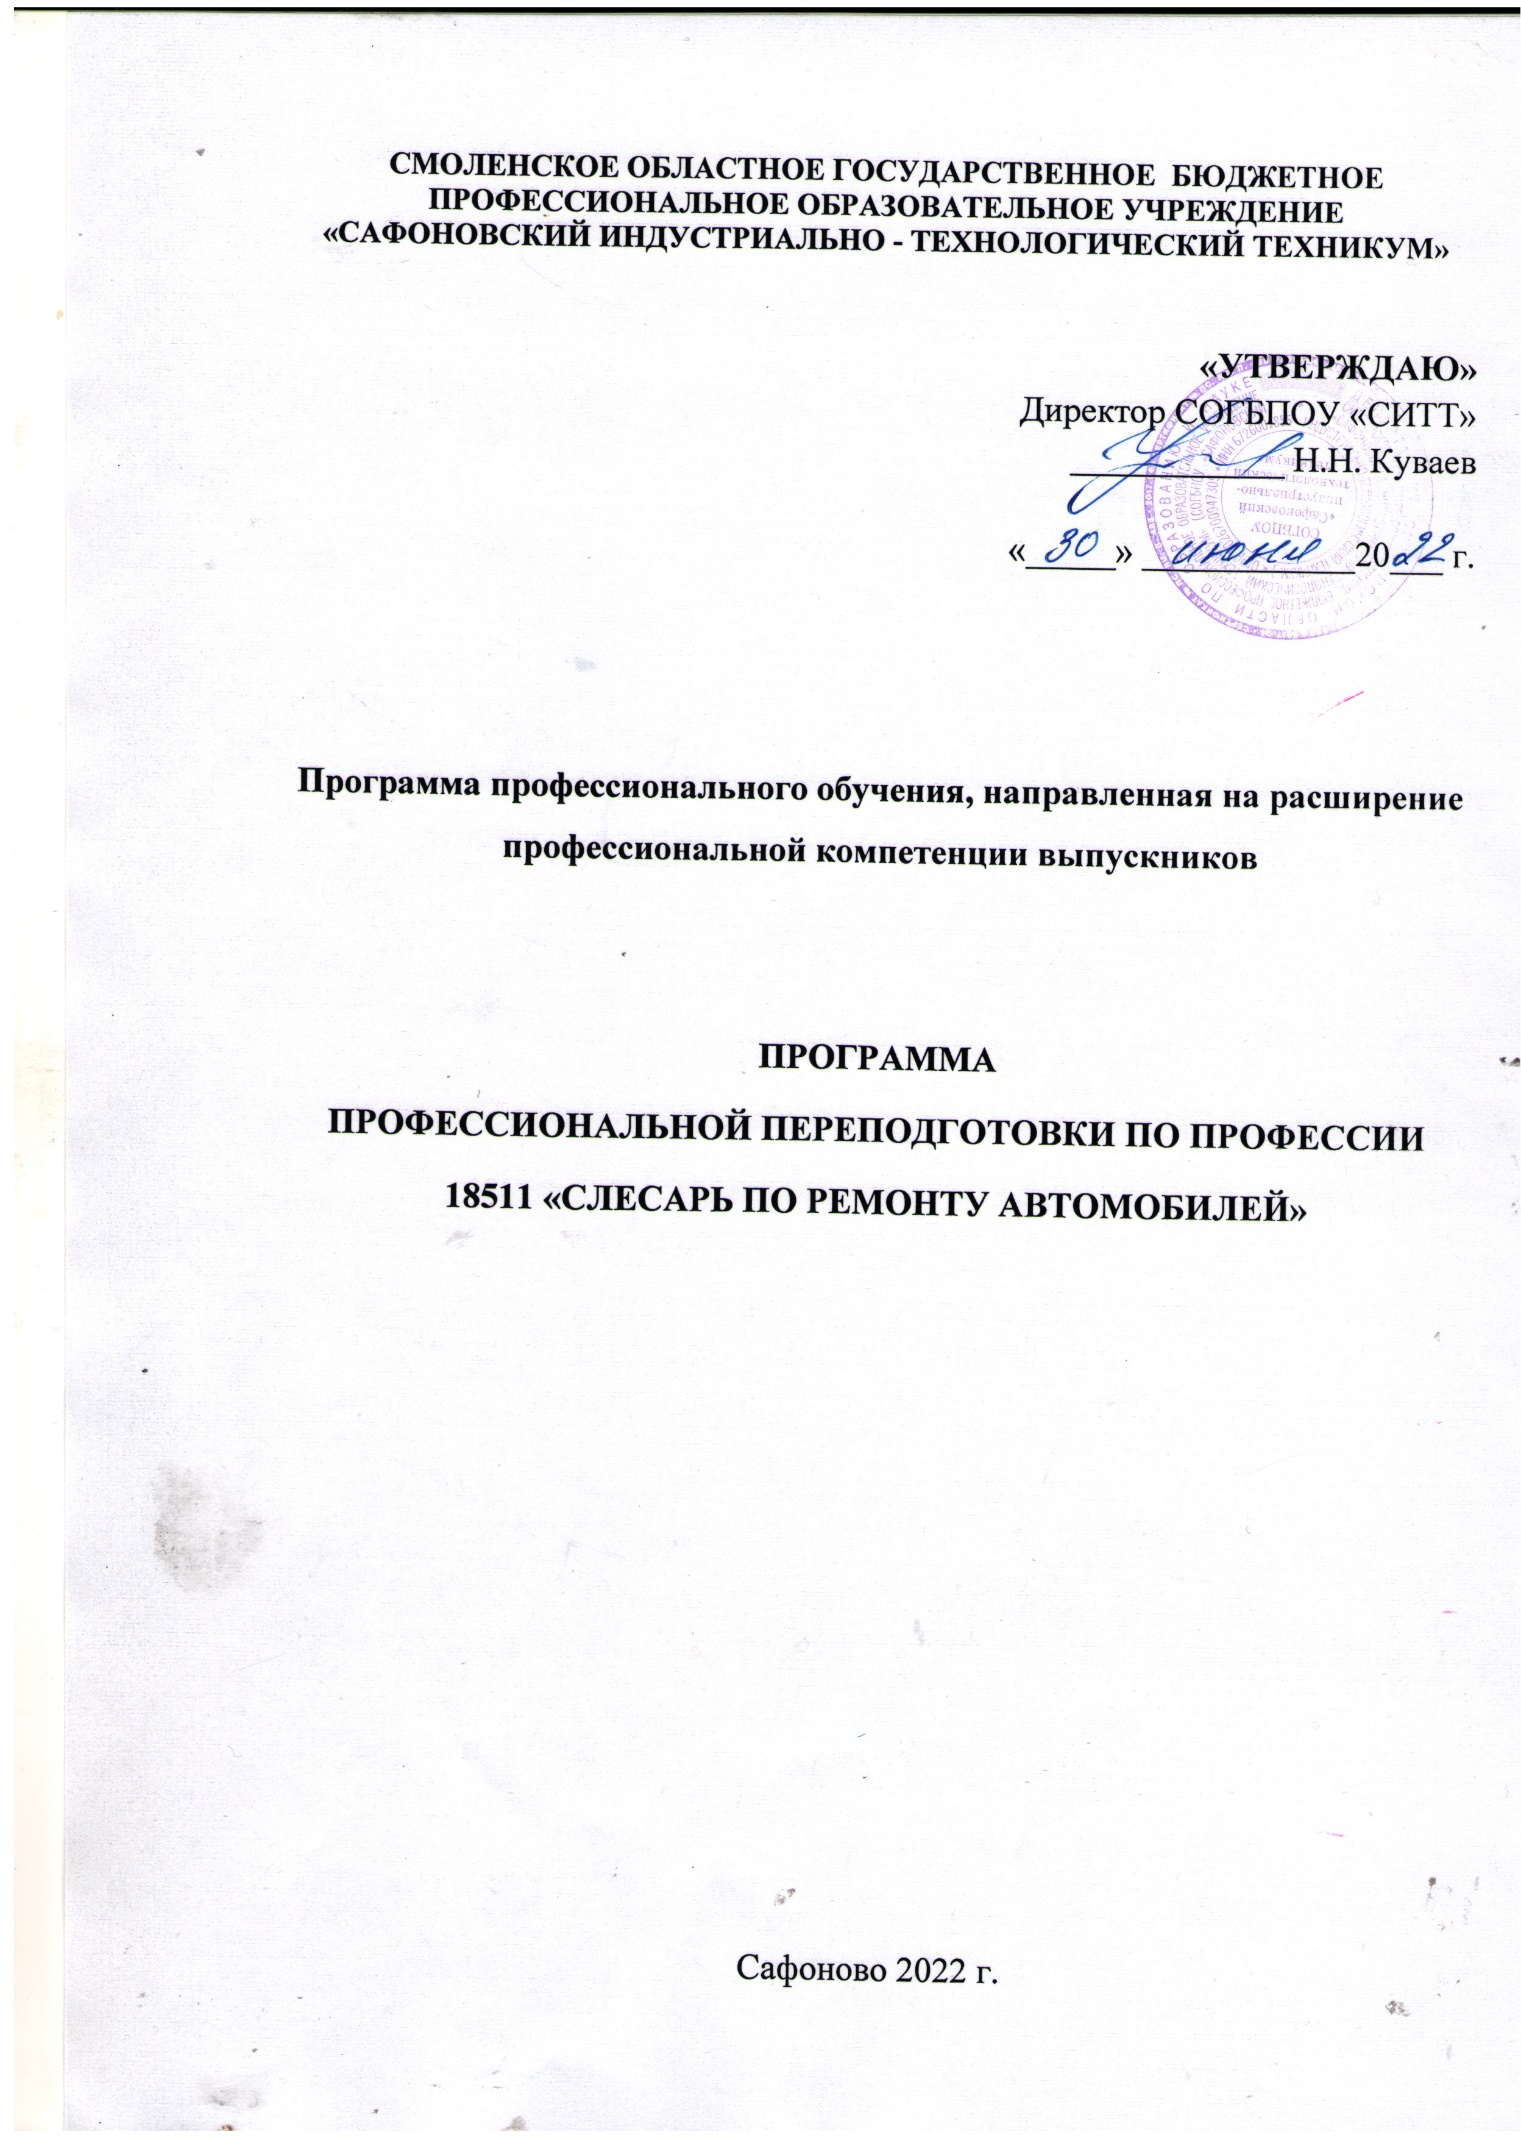 СМОЛЕНСКОЕ ОБЛАСТНОЕ ГОСУДАРСТВЕННОЕ БЮДЖЕТНОЕ
ПРОФЕССИОНАЛЬНОЕ ОБРАЗОВАТЕЛЬНОЕ УЧРЕЖДЕНИЕ
«САФОНОВСКИЙ ИНДУСТРИАЛЬНО - ТЕХНОЛОГИЧЕСКИЙ ТЕХНИКУМ»
«УТВЕРЖДАЮ»
Директор СОГБПОУ «СИТТ»
Н.Н. Куваев
«30» июня 2022 г.
Программа профессионального обучения, направленная на расширение
профессиональной компетенции выпускников
ПРОГРАММА
ПРОФЕССИОНАЛЬНОЙ ПЕРЕПОДГОТОВКИ ПО ПРОФЕССИИ
18511 «СЛЕСАРЬ ПО РЕМОНТУ АВТОМОБИЛЕЙ»
Сафоново 2022 г.